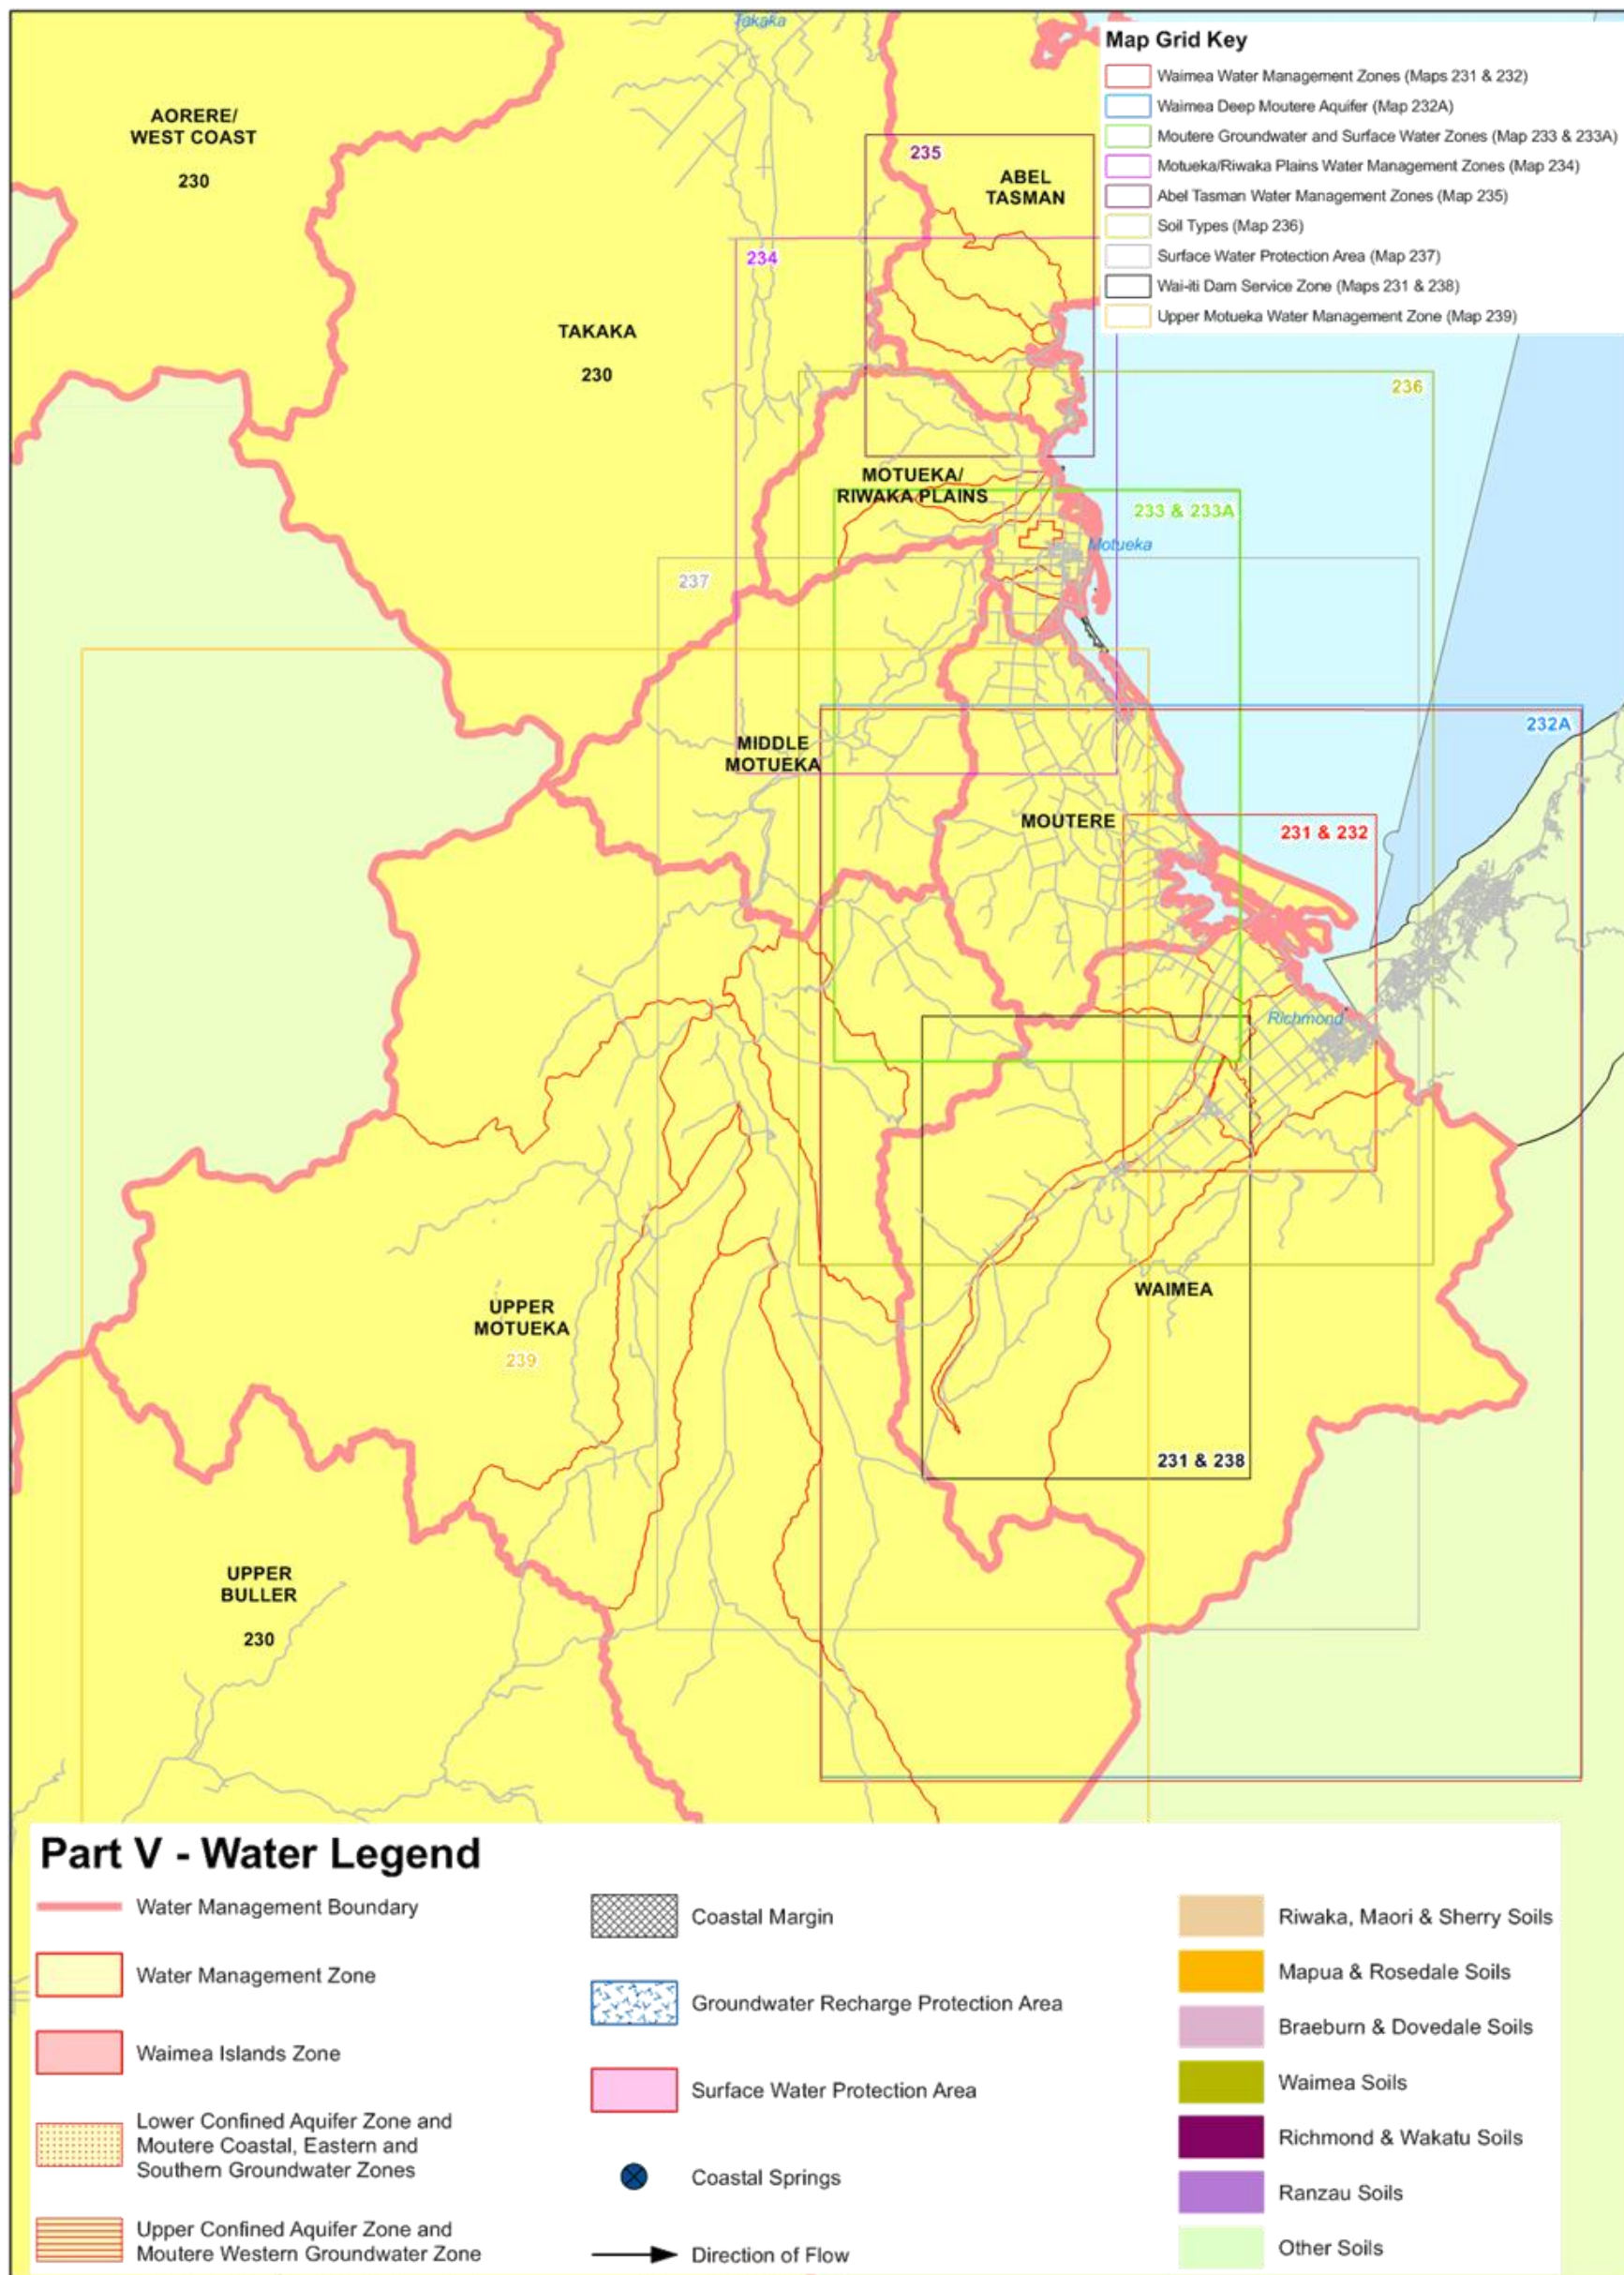 Takaka
Map Grid Key
Waimea Water Management Zones (Maps 231 & 232)
Waimea Deep Moutere Aquifer (Map 232A)
Moutere Groundwater and Surface Water Zones (Map 233 & 233A)
Motueka/Riwaka Plains Water Management Zones (Map 234)
Abel Tasman Water Management Zones (Map 235)
Soil Types (Map 236)
Surface Water Protection Area (Map 237)
Wai-iti Dam Service Zone (Maps 231 & 238)
Upper Motueka Water Management Zone (Map 239)
AORERE/
WEST COAST
230
235
ABEL
TASMAN
234
TAKAKA
230
236
MOTUEKA/
RIWAKA PLAINS
233 & 233A
Motueka
237
232A
MIDDLE
MOTUEKA
MOUTERE
231 & 232
Richmond
WAIMEA
UPPER
MOTUEKA
239
231 & 238
UPPER
BULLER
230
Part V - Water Legend
Water Management Boundary
Water Management Zone
Waimea Islands Zone
Lower Confined Aquifer Zone and
Moutere Coastal, Eastern and
Southern Groundwater Zones
Upper Confined Aquifer Zone and
Moutere Western Groundwater Zone
Coastal Margin
Groundwater Recharge Protection Area
Surface Water Protection Area
Coastal Springs
Direction of Flow
Riwaka, Maori & Sherry Soils
Mapua & Rosedale Soils
Braeburn & Dovedale Soils
Waimea Soils
Richmond & Wakatu Soils
Ranzau Soils
Other Soils